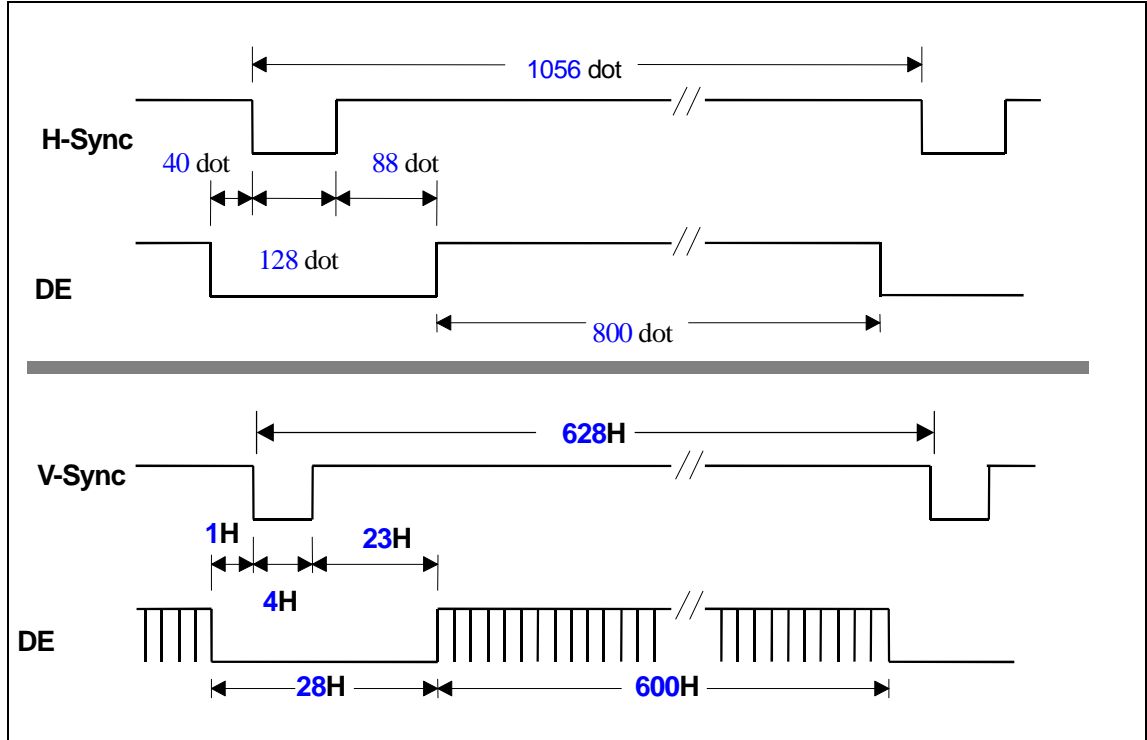 1056 dot
H-Sync
40 dot
88 dot
128 dot
DE
800 dot
628H
V-Sync
1H
23H
4H
DE
28H
600H